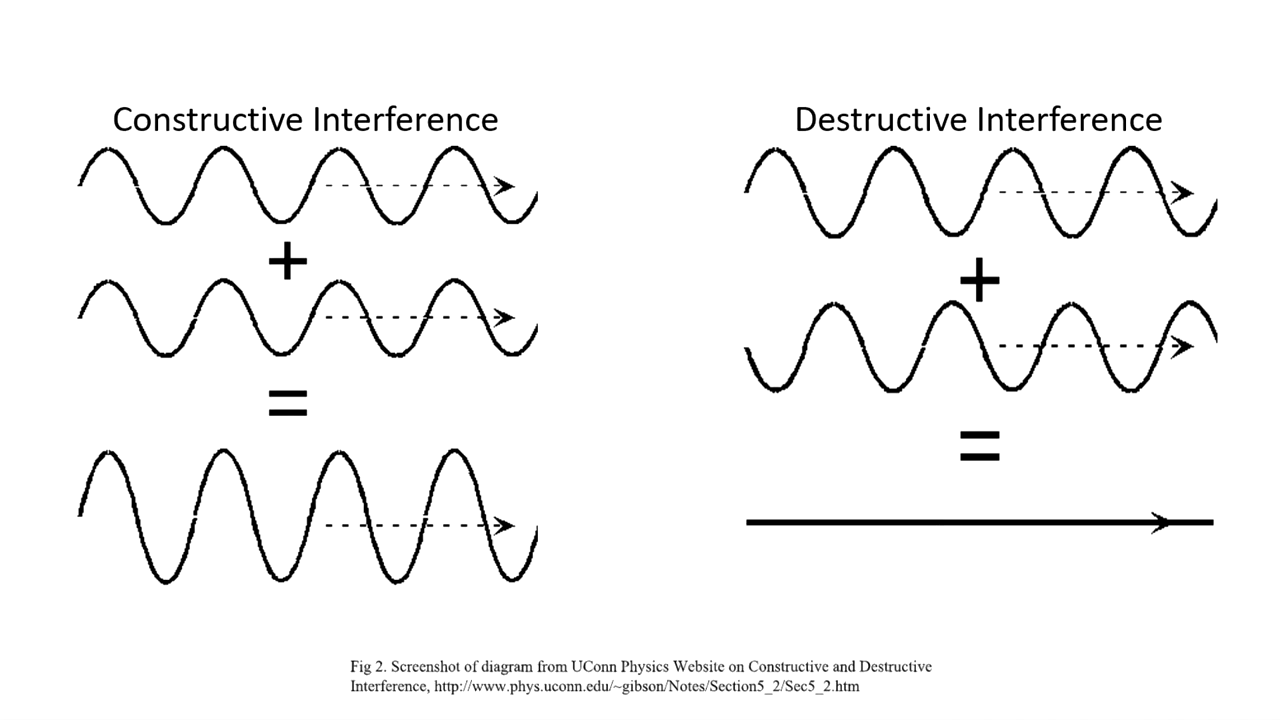 Constructive Interference
Destructive Interference
+
+
=
=
Fig 2. Screenshot of diagram from UConn Physics Website on Constructive and Destructive
Interference, http://www.phys.uconn.edu/~gibson/Notes/Section5_2/Sec5_2.htm